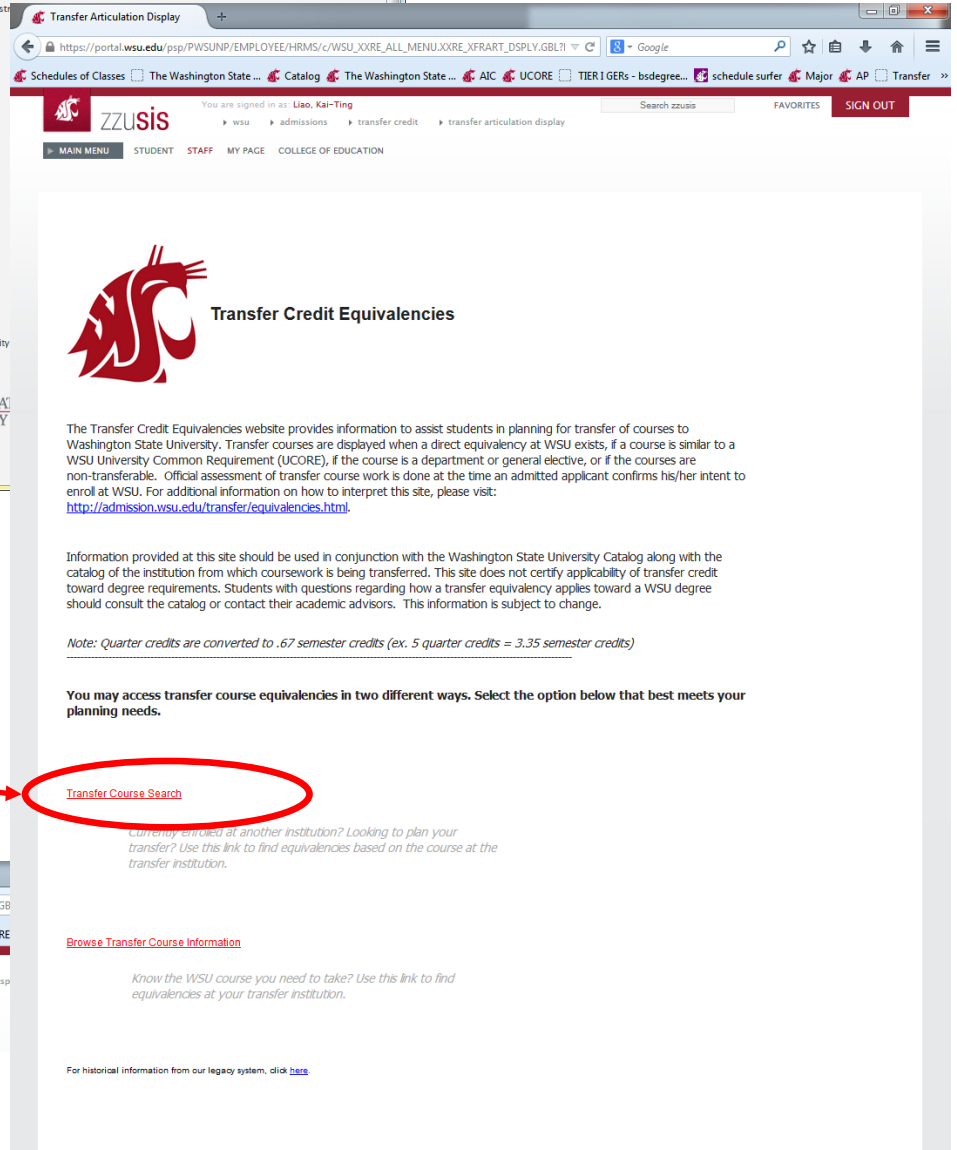 Transfer Articulation Display
https://portal.wsu.edu/psp/PWSUNP/EMPLOYEE/HRMS/c/WSU_XXRE_ALL_MENU.XXRE_XFRART_DSPLY.GBL?I
Google
Schedules of Classes The Washington State ... Catalog The Washington State ... AIC UCORE TIER I GERs - bsdegree... schedule surfer Major AP Transfer »
zzusis
You are signed in as: Liao, Kai-Ting
Search zzusis
FAVORITES
SIGN OUT
wsu admissions transfer credit transfer articulation display
MAIN MENU STUDENT STAFF MY PAGE COLLEGE OF EDUCATION
Transfer Credit Equivalencies
The Transfer Credit Equivalencies website provides information to assist students in planning for transfer of courses to
Washington State University. Transfer courses are displayed when a direct equivalency at WSU exists, if a course is similar to a
WSU University Common Requirement (UCORE), if the course is a department or general elective, or if the courses are
non-transferable. Official assessment of transfer course work is done at the time an admitted applicant confirms his/her intent to
enroll at WSU. For additional information on how to interpret this site, please visit:
http://admission.wsu.edu/transfer/equivalencies.html.
Information provided at this site should be used in conjunction with the Washington State University Catalog along with the
catalog of the institution from which coursework is being transferred. This site does not certify applicability of transfer credit
toward degree requirements. Students with questions regarding how a transfer equivalency applies toward a WSU degree
should consult the catalog or contact their academic advisors. This information is subject to change.
Note: Quarter credits are converted to .67 semester credits (ex. 5 quarter credits = 3.35 semester credits)
You may access transfer course equivalencies in two different ways. Select the option below that best meets your
planning needs.
Transfer Course Search
Currently enrolled at another institution? Looking to plan your
transfer? Use this link to find equivalencies based on the course at the
transfer institution.
Browse Transfer Course Information
Know the WSU course you need to take? Use this link to find
equivalencies at your transfer institution.
For historical information from our legacy system, click here.